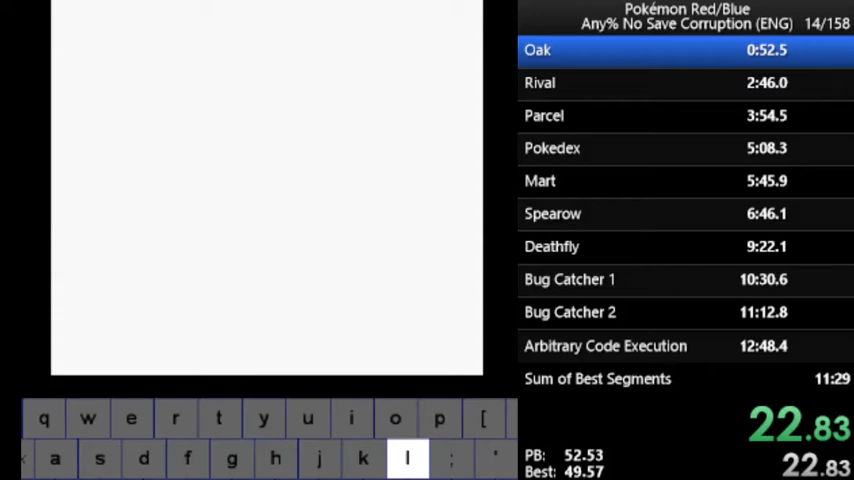 Pokémon Red/Blue
Any% No Save Corruption (ENG) 14/158
Oak 0:52.5
Rival 2:46.0
Parcel 3:54.5
Pokedex 5:08.3
Mart 5:45.9
Spearow 6:46.1
Deathfly 9:22.1
Bug Catcher 1 10:30.6
Bug Catcher 2 11:12.8
Arbitrary Code Execution 12:48.4
Sum of Best Segments 11:29
22.83
PB: 52.53
Best: 49.57
22.83
q w e r t y u i o p [
a s d f g h j k l ; '